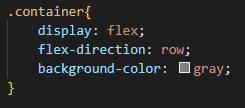 .container{
    display: flex;
    flex-direction: row;
    background-color: gray;
}